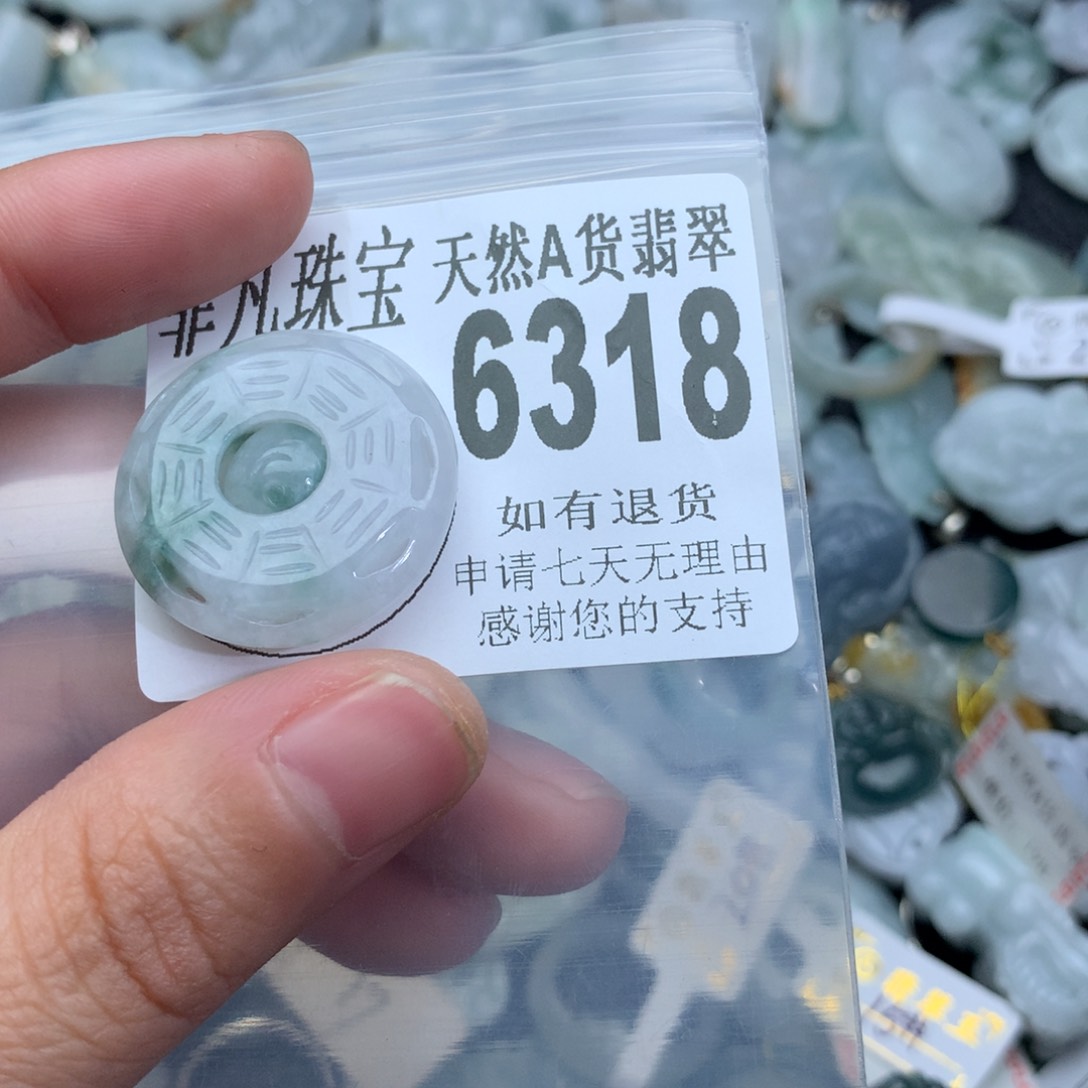 菲凡珠宝 天然A货翡翠
6318
如有退货
申请七天无理由
感谢您的支持